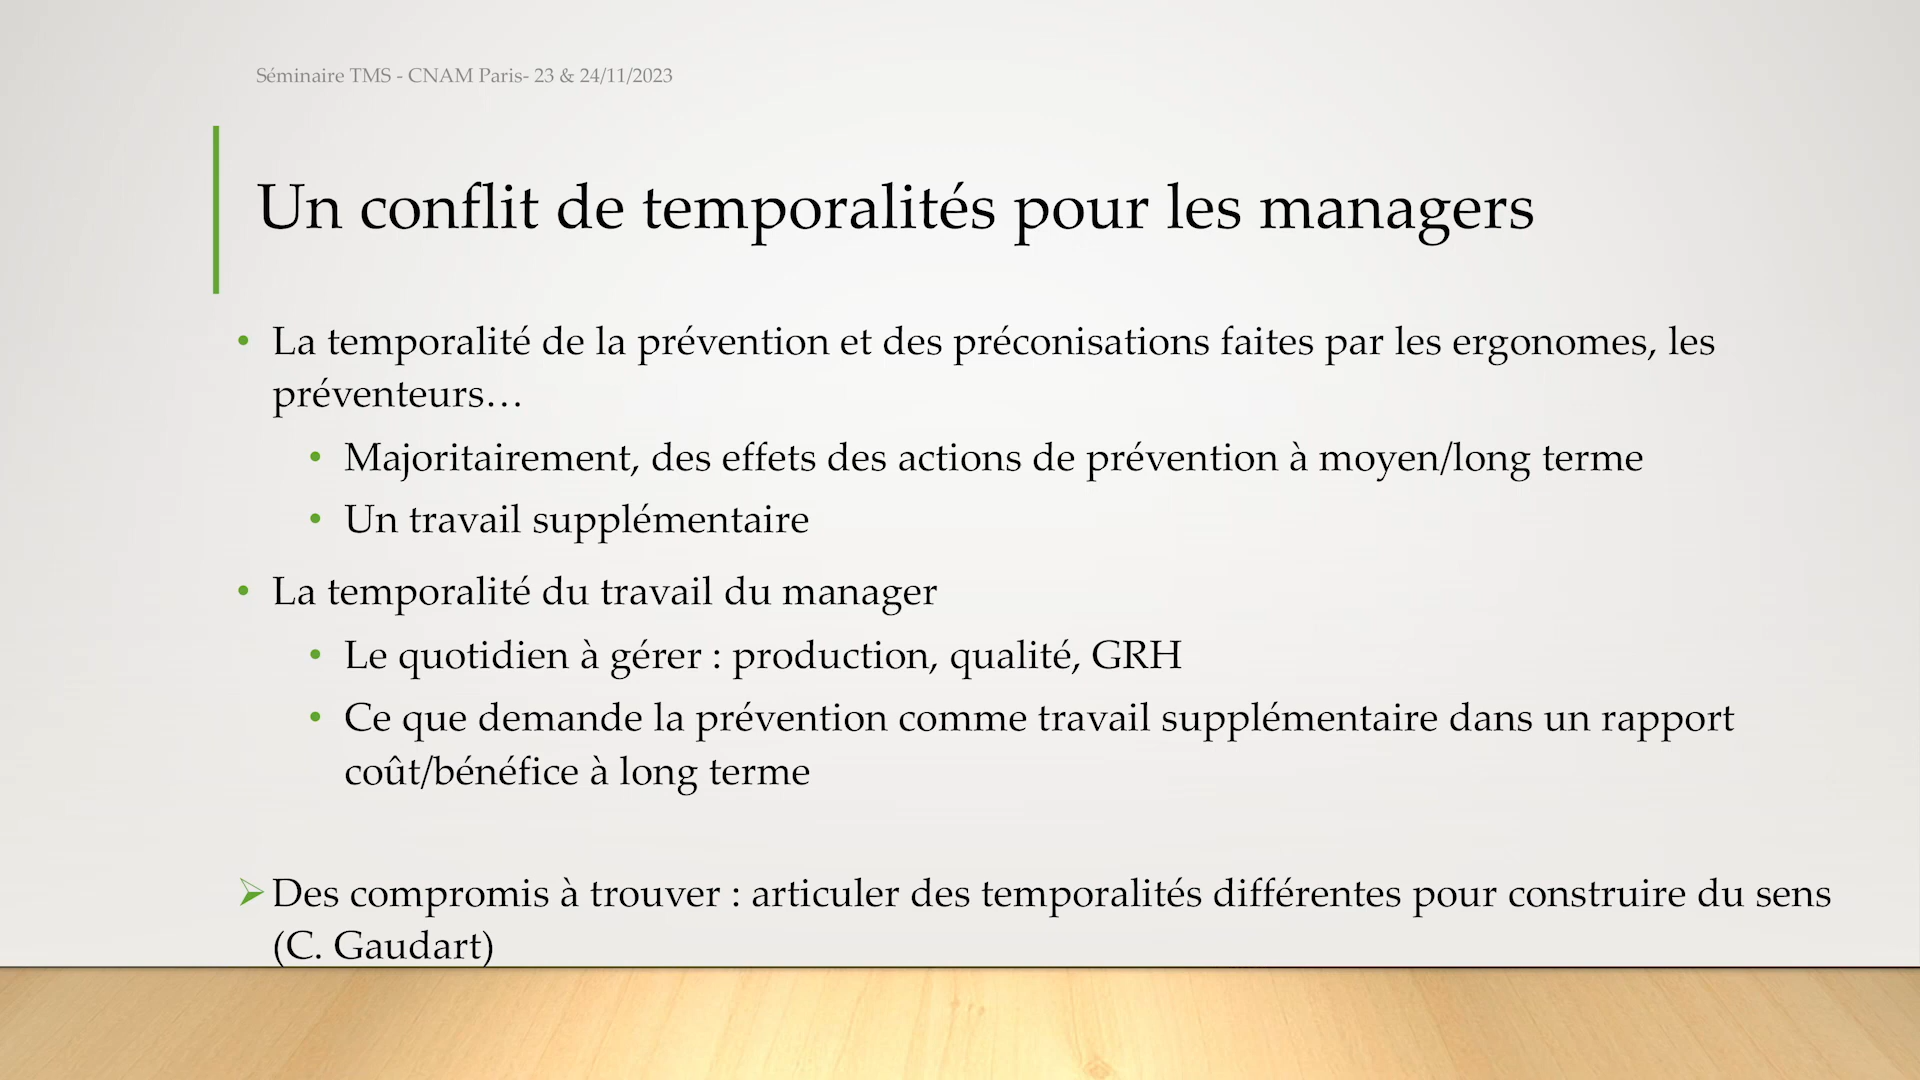 Séminaire TMS - CNAM Paris- 23 & 24/11/2023
Un conflit de temporalités pour les managers
• La temporalité de la prévention et des préconisations faites par les ergonomes, les
préventeurs…
• Majoritairement, des effets des actions de prévention à moyen/long terme
• Un travail supplémentaire
• La temporalité du travail du manager
• Le quotidien à gérer : production, qualité, GRH
• Ce que demande la prévention comme travail supplémentaire dans un rapport
coût/bénéfice à long terme
➢ Des compromis à trouver : articuler des temporalités différentes pour construire du sens
(C. Gaudart)